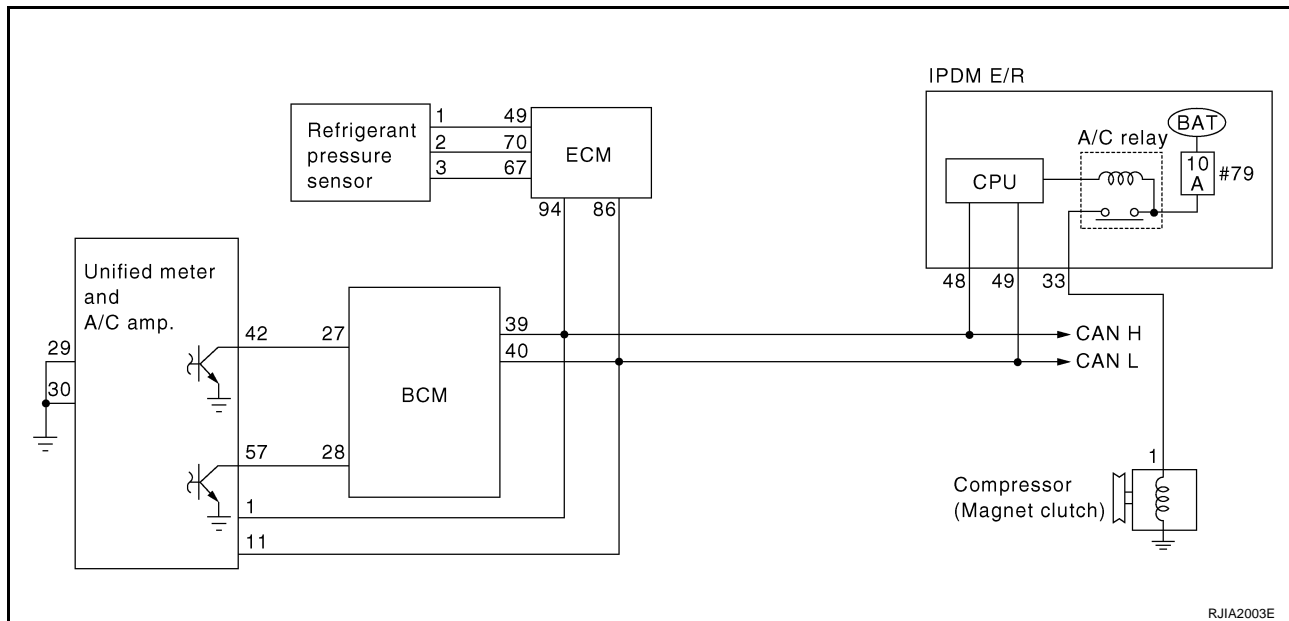 IPDM E/R
BAT
A/C relay
10
A
#79
CPU
48
49
33
Refrigerant
pressure
sensor
1
2
3
49
70
67
ECM
94
86
Unified meter
and
A/C amp.
29
30
42
57
1
11
27
28
BCM
39
40
CAN H
CAN L
1
Compressor
(Magnet clutch)
RJIA2003E